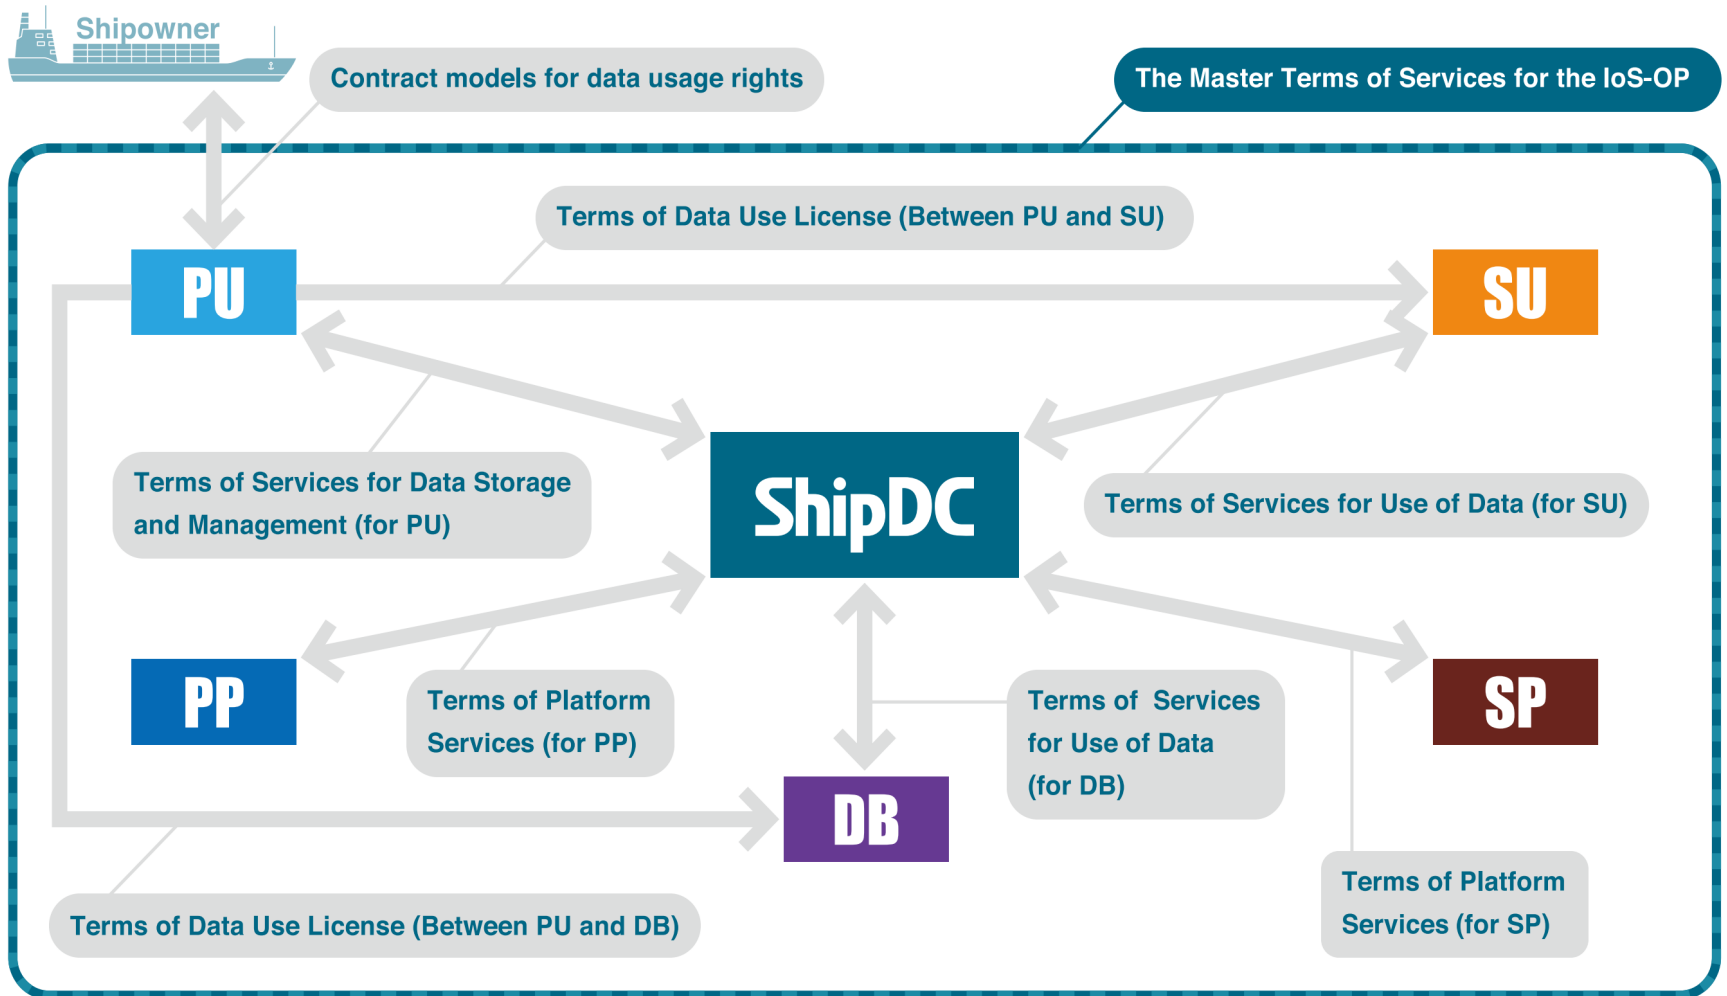 Shipowner
Contract models for data usage rights
The Master Terms of Services for the IoS-OP
Terms of Data Use License (Between PU and SU)
PU
SU
Terms of Services for Data Storage
and Management (for PU)
ShipDC
Terms of Services for Use of Data (for SU)
PP
Terms of Platform
Services (for PP)
Terms of Services
for Use of Data
(for DB)
SP
DB
Terms of Platform
Services (for SP)
Terms of Data Use License (Between PU and DB)